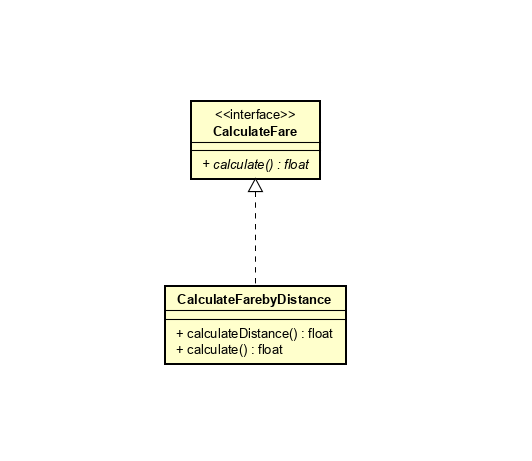 <<interface>>
CalculateFare
+ calculate() : float
CalculateFarebyDistance
+ calculateDistance() : float
+ calculate() : float